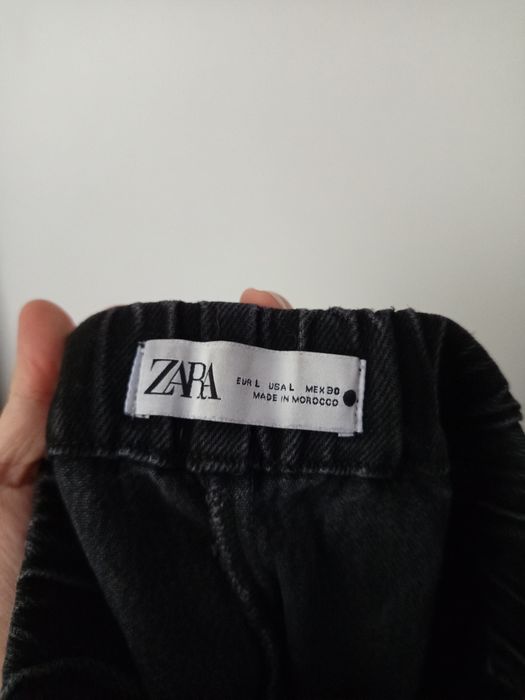 ZARA
EUR L USA L MEX 30
MADE IN MOROCCO